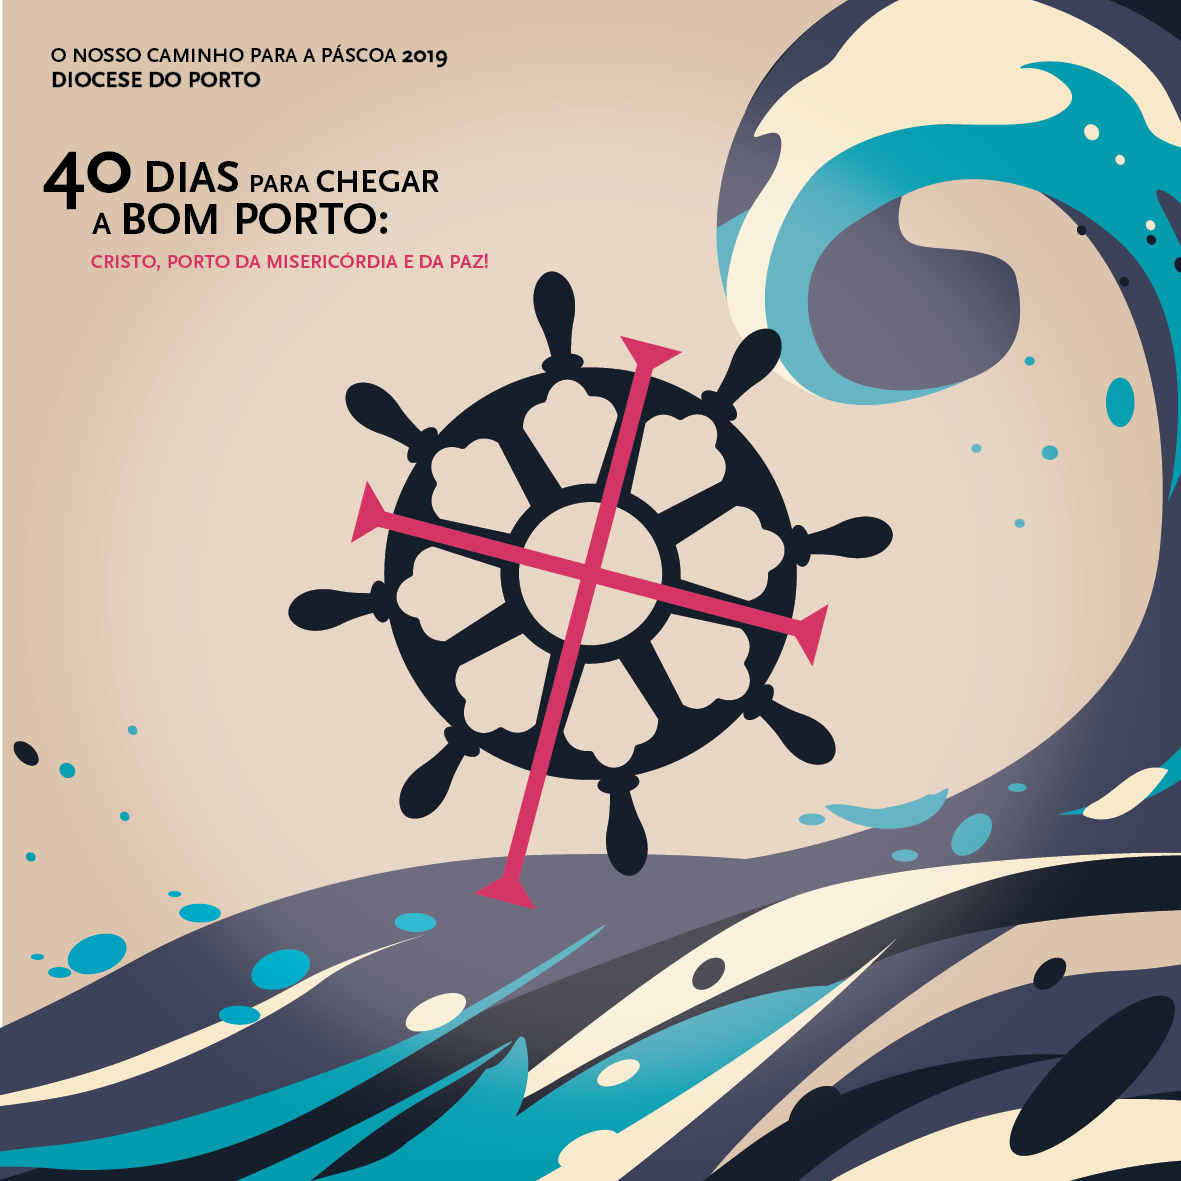 O NOSSO CAMINHO PARA A PÁSCOA 2019
DIOCESE DO PORTO
40 DIAS PARA CHEGAR
A BOM PORTO:
CRISTO, PORTO DA MISERICÓRDIA E DA PAZ!